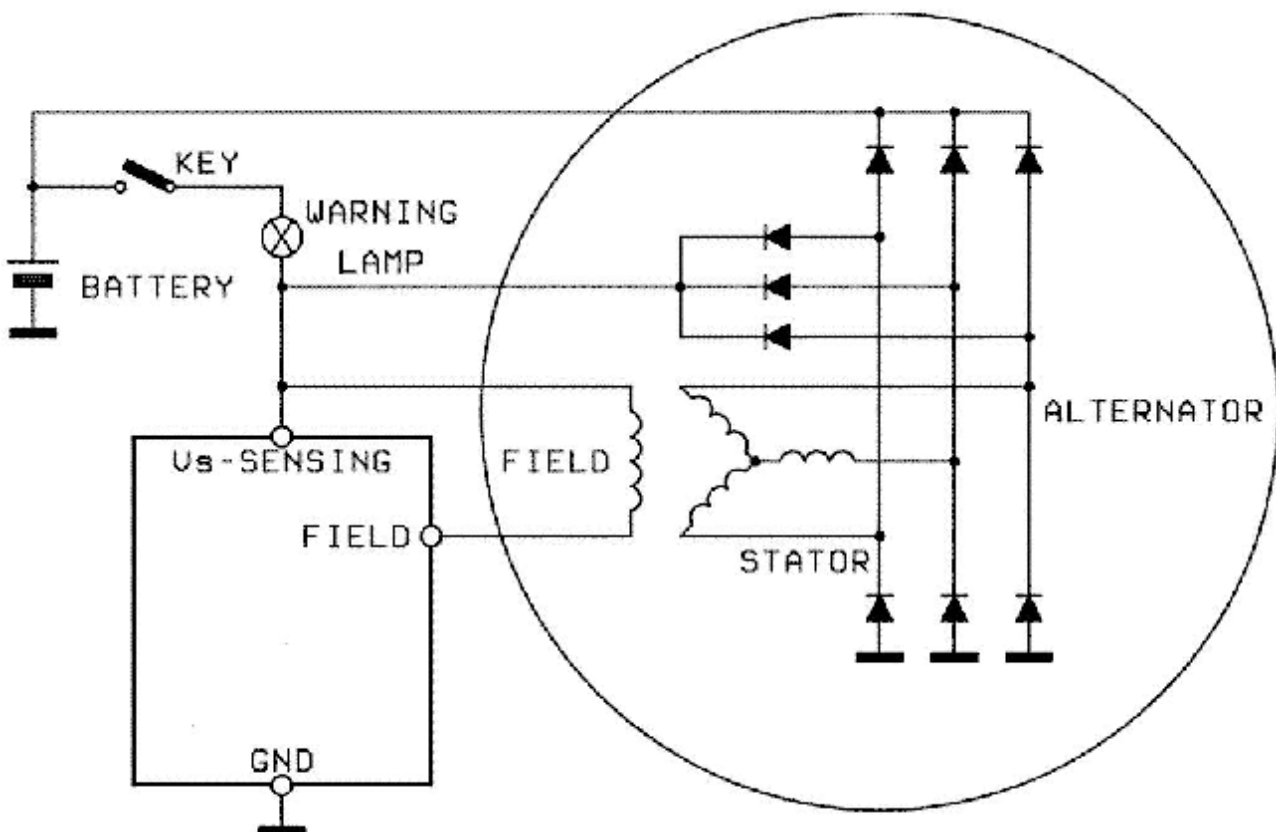 KEY
WARNING
LAMP
BATTERY
ALTERNATOR
Vs-SENSING
FIELD
FIELD
STATOR
GND